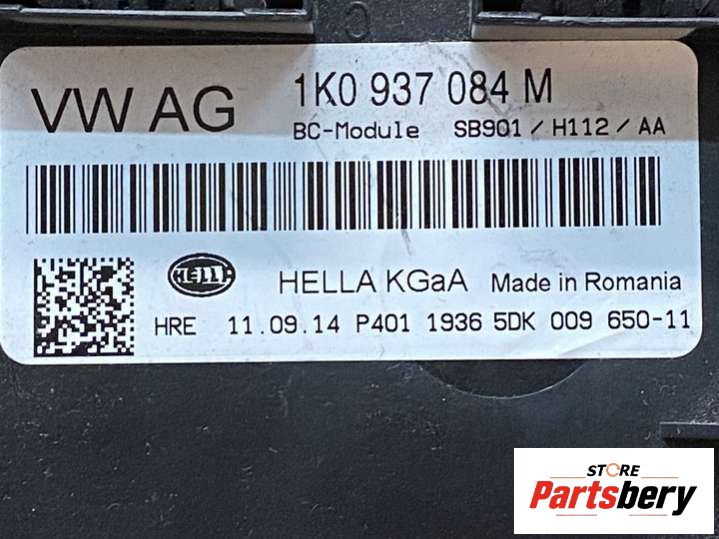 VW AG 1K0 937 084 M
BC-Module SB901 / H112 / AA
HELLA HELLA KGaA Made in Romania
HRE 11.09.14 P401 1936 5DK 009 650-11
STORE
Partsbery